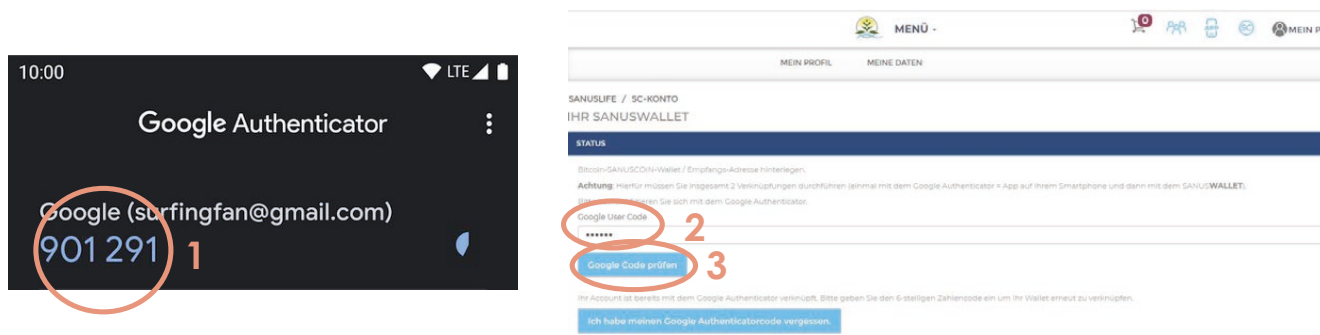 10:00
LTE
Google Authenticator
Google (surfingfan@gmail.com)
901 291
1
MENÜ -
0
MEIN P
MEIN PROFIL
MEINE DATEN
SANUSLIFE / SC-KONTO
IHR SANUSWALLET
STATUS
Bitcoin-SANUSCOIN-Wallet / Empfangs-Adresse hinterlegen.
Achtung: Hierfür müssen Sie insgesamt 2 Verknüpfungen durchführen (einmal mit dem Google Authenticator = App auf Ihrem Smartphone und dann mit dem SANUSWALLET).
Sie sich mit dem Google Authenticator.
Google User Code
••••••
2
Google Code prüfen
3
Ihr Account ist bereits mit dem Google Authenticator verknüpft. Bitte geben Sie den 6-stelligen Zahlencode ein um Ihr Wallet erneut zu verknüpfen.
Ich habe meinen Google Authenticatorcode vergessen.